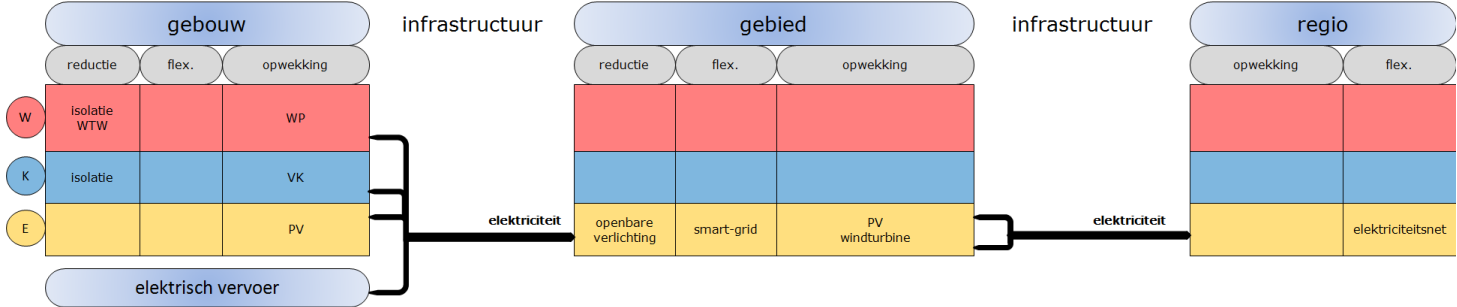 gebouw infrastructuur gebied infrastructuur regio
reductie flex. opwekking reductie flex. opwekking opwekking flex.
W isolatie WP
WTW
K isolatie VK
elektriciteit elektriciteit
E PV openbare smart-grid PV elektriciteitsnet
verlichting windturbine
elektrisch vervoer